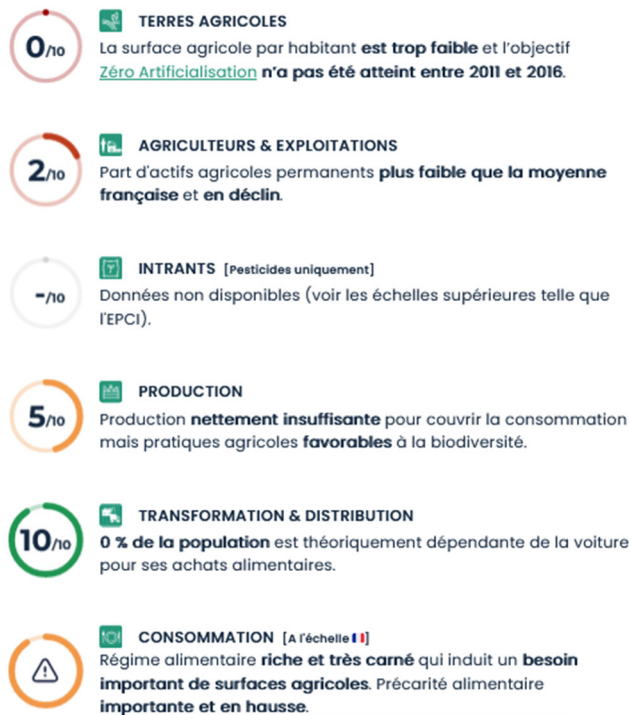 TERRES AGRICOLES
0/10
La surface agricole par habitant est trop faible et l'objectif
Zéro Artificialisation n'a pas été atteint entre 2011 et 2016.
AGRICULTEURS & EXPLOITATIONS
2/10
Part d'actifs agricoles permanents plus faible que la moyenne
française et en déclin.
INTRANTS [Pesticides uniquement]
-/10
Données non disponibles (voir les échelles supérieures telle que
l'EPCI).
PRODUCTION
5/10
Production nettement insuffisante pour couvrir la consommation
mais pratiques agricoles favorables à la biodiversité.
TRANSFORMATION & DISTRIBUTION
10/10
0 % de la population est théoriquement dépendante de la voiture
pour ses achats alimentaires.
CONSOMMATION [A l'échelle 🇫🇷]
Régime alimentaire riche et très carné qui induit un besoin
important de surfaces agricoles. Précarité alimentaire
importante et en hausse.